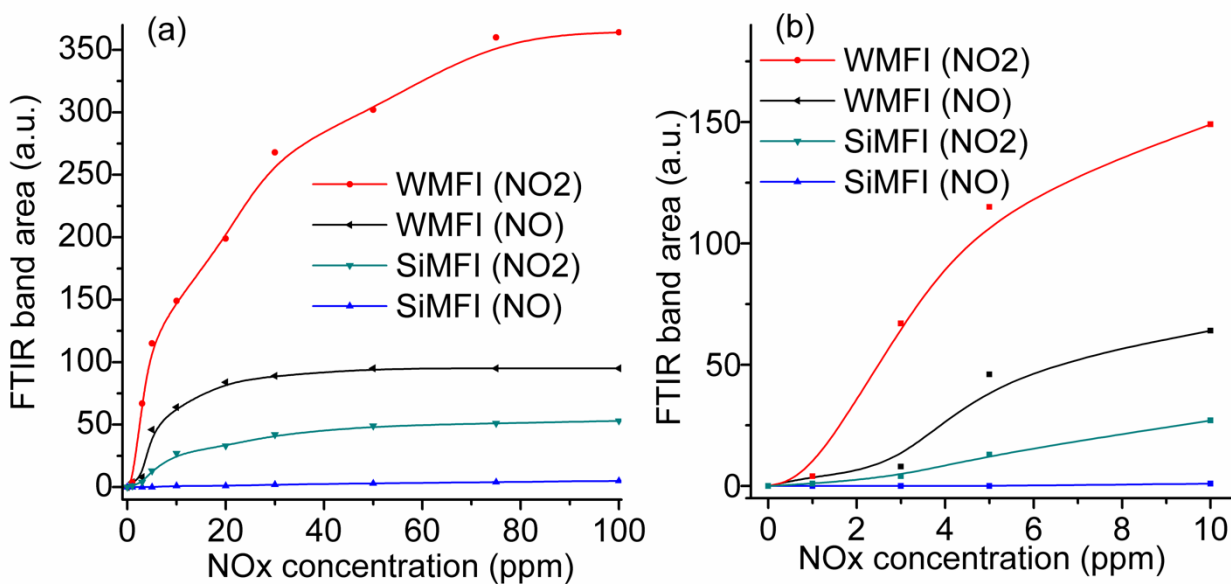 (a)
FTIR band area (a.u.)
350
300
250
200
150
100
50
0
WMFI (NO2)
WMFI (NO)
SiMFI (NO2)
SiMFI (NO)
0 20 40 60 80 100
NOx concentration (ppm)
(b)
FTIR band area (a.u.)
150
100
50
0
WMFI (NO2)
WMFI (NO)
SiMFI (NO2)
SiMFI (NO)
0 2 4 6 8 10
NOx concentration (ppm)